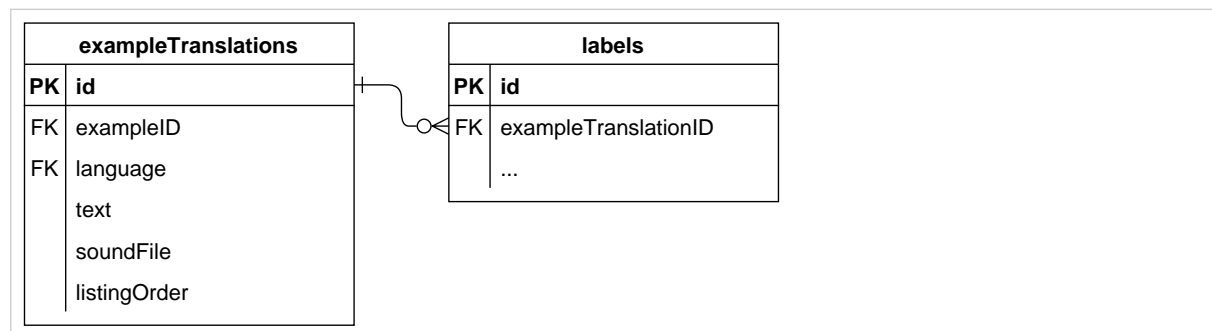 exampleTranslations
PK id
FK exampleID
FK language
text
soundFile
listingOrder
labels
PK id
FK exampleTranslationID
...